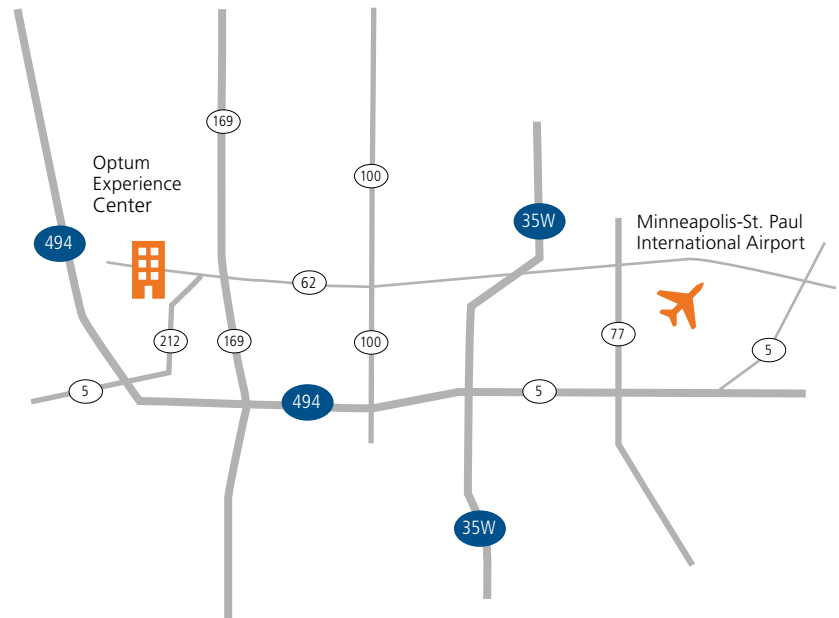 169
Optum
Experience
Center
100
494
35W
Minneapolis-St. Paul
International Airport
62
212
169
100
77
5
5
494
5
35W